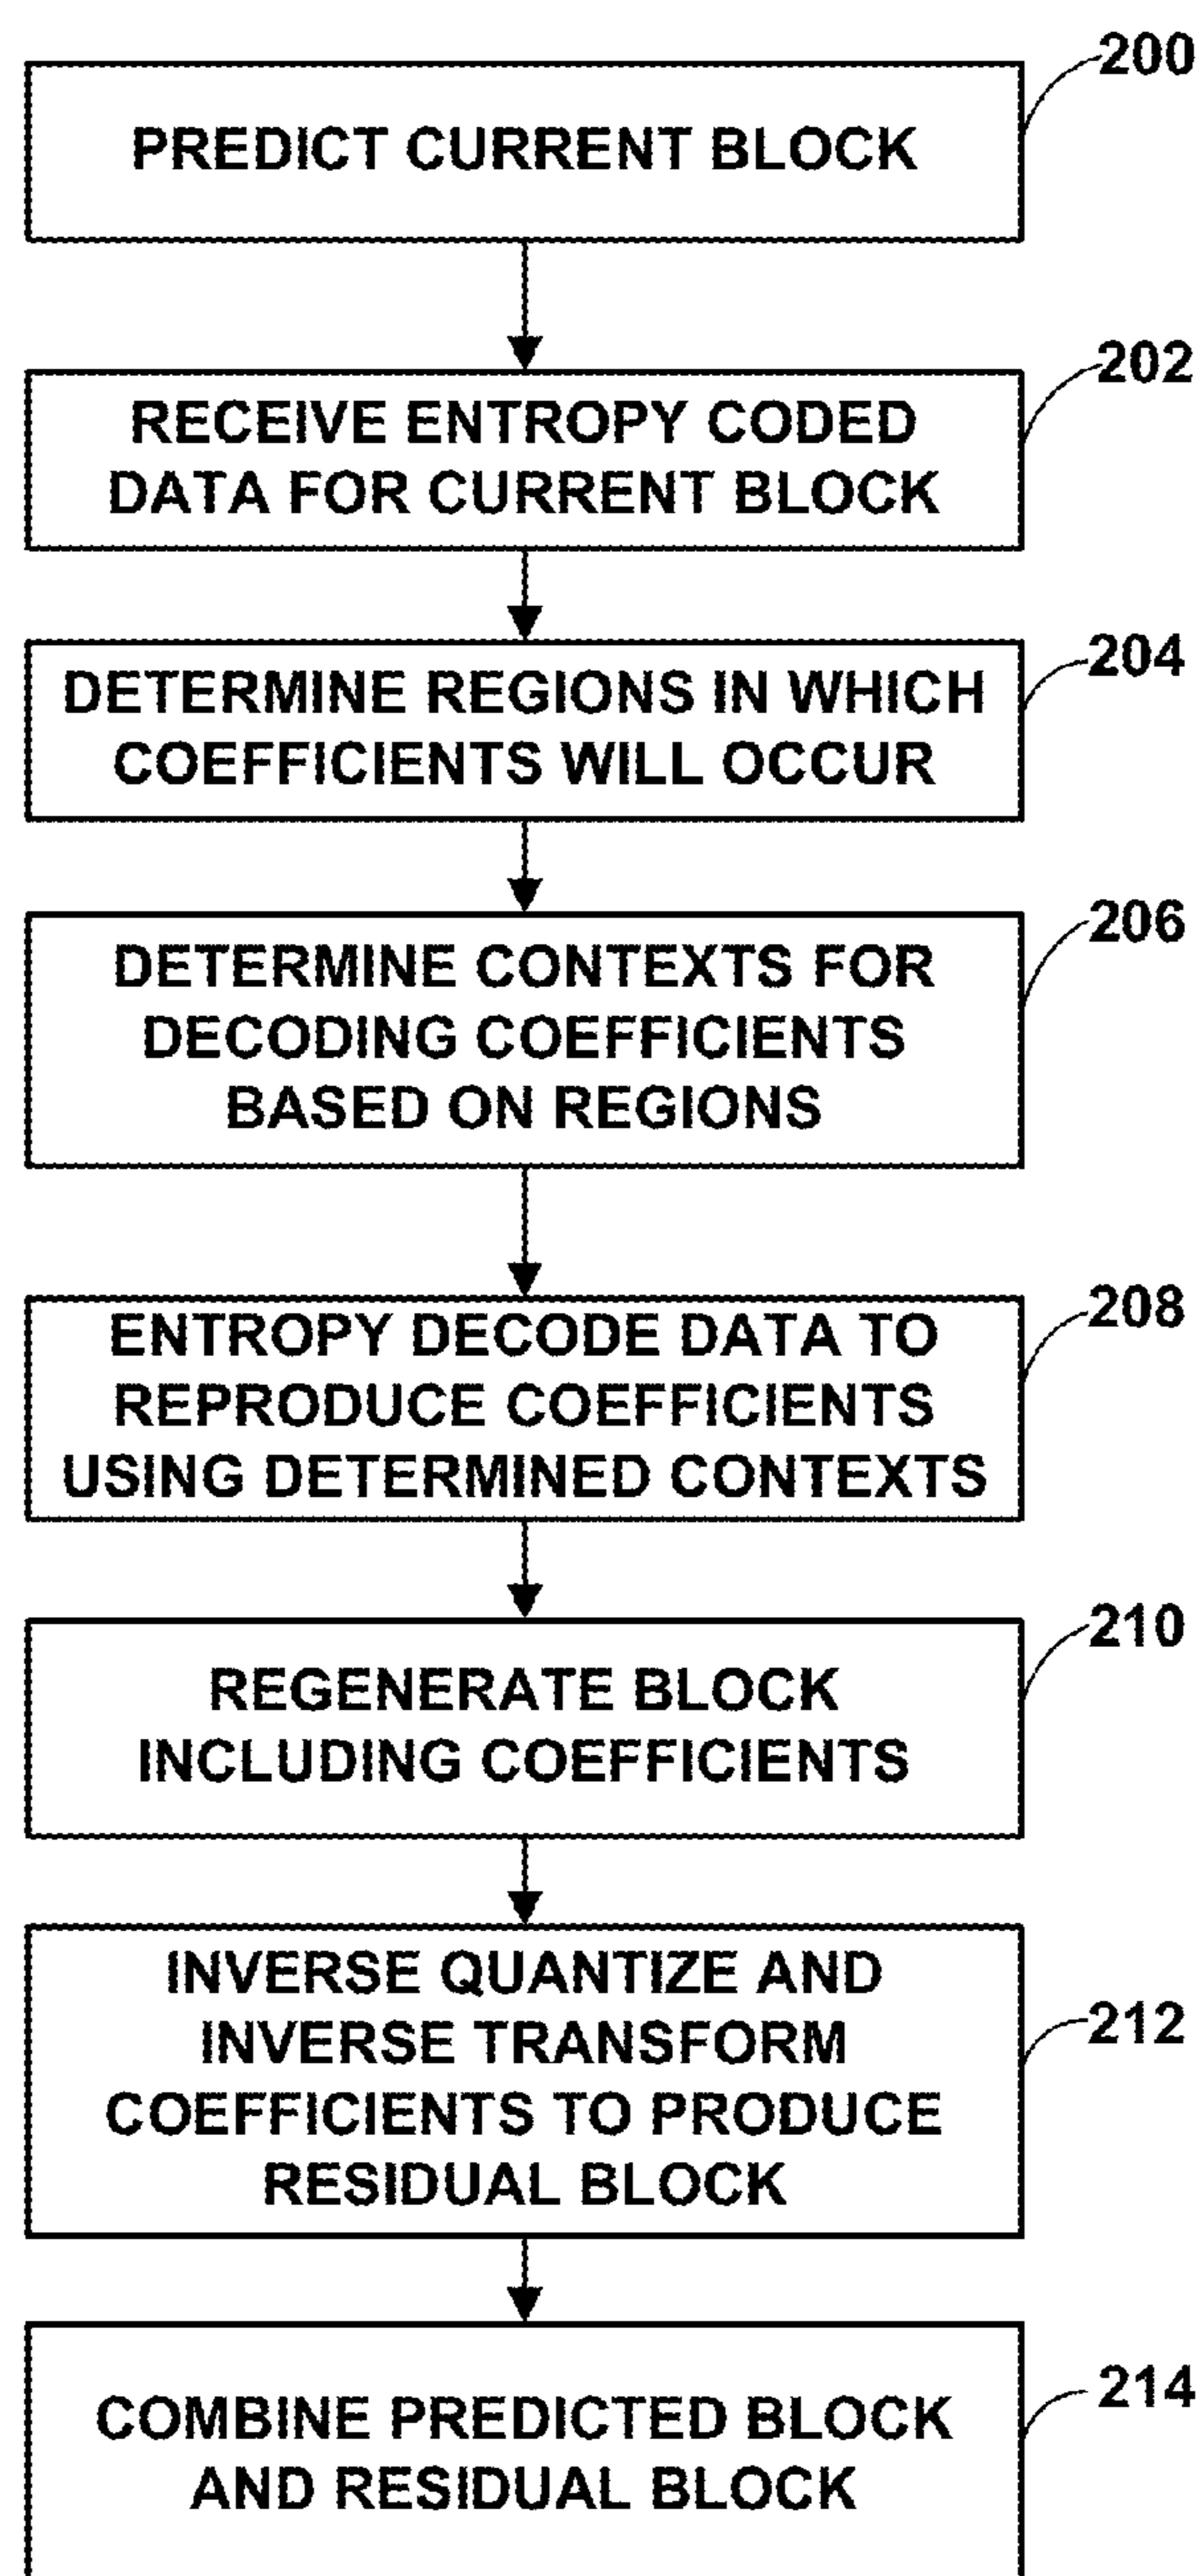 200
PREDICT CURRENT BLOCK
202
RECEIVE ENTROPY CODED
DATA FOR CURRENT BLOCK
204
DETERMINE REGIONS IN WHICH
COEFFICIENTS WILL OCCUR
206
DETERMINE CONTEXTS FOR
DECODING COEFFICIENTS
BASED ON REGIONS
208
ENTROPY DECODE DATA TO
REPRODUCE COEFFICIENTS
USING DETERMINED CONTEXTS
210
REGENERATE BLOCK
INCLUDING COEFFICIENTS
212
INVERSE QUANTIZE AND
INVERSE TRANSFORM
COEFFICIENTS TO PRODUCE
RESIDUAL BLOCK
214
COMBINE PREDICTED BLOCK
AND RESIDUAL BLOCK